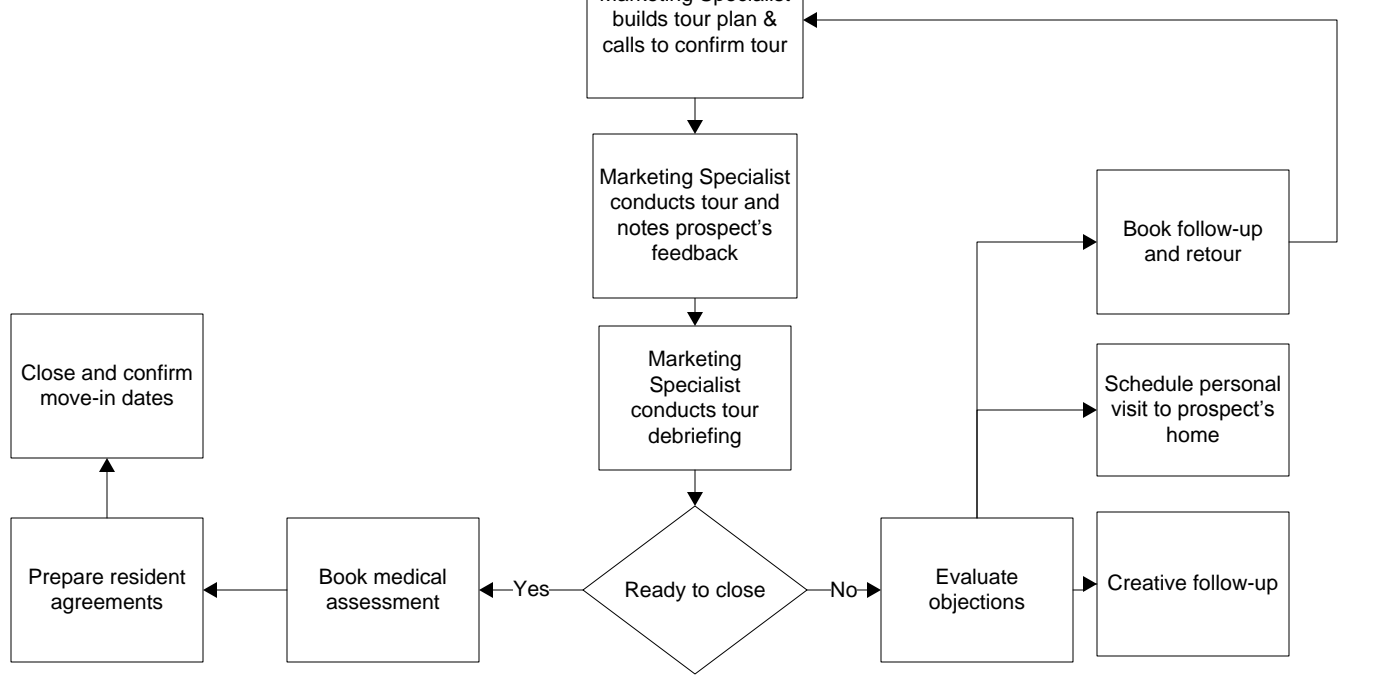 Marketing Specialist
builds tour plan &
calls to confirm tour
Marketing Specialist
conducts tour and
notes prospect’s
feedback
Book follow-up
and retour
Close and confirm
move-in dates
Marketing
Specialist
conducts tour
debriefing
Schedule personal
visit to prospect’s
home
Prepare resident
agreements
Book medical
assessment
Yes
Ready to close
No
Evaluate
objections
Creative follow-up